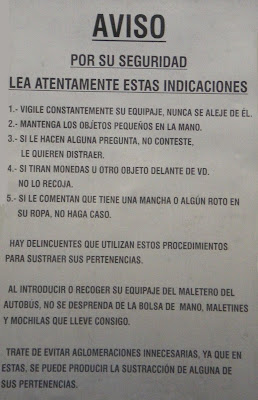 AVISO
POR SU SEGURIDAD
LEA ATENTAMENTE ESTAS INDICACIONES
1.- VIGILE CONSTANTEMENTE SU EQUIPAJE, NUNCA SE ALEJE DE ÉL.
2.- MANTENGA LOS OBJETOS PEQUEÑOS EN LA MANO.
3.- SI LE HACEN ALGUNA PREGUNTA, NO CONTESTE,
LE QUIEREN DISTRAER.
4.- SI TIRAN MONEDAS U OTRO OBJETO DELANTE DE VD.
NO LO RECOJA.
5.- SI LE COMENTAN QUE TIENE UNA MANCHA O ALGÚN ROTO EN
SU ROPA, NO HAGA CASO.
HAY DELINCUENTES QUE UTILIZAN ESTOS PROCEDIMIENTOS
PARA SUSTRAER SUS PERTENENCIAS.
AL INTRODUCIR O RECOGER SU EQUIPAJE DEL MALETERO DEL
AUTOBUS, NO SE DESPRENDA DE LA BOLSA DE MANO, MALETINES
Y MOCHILAS QUE LLEVE CONSIGO.
TRATE DE EVITAR AGLOMERACIONES INNECESARIAS, YA QUE EN
ESTAS, SE PUEDE PRODUCIR LA SUSTRACCIÓN DE ALGUNA DE
SUS PERTENENCIAS.